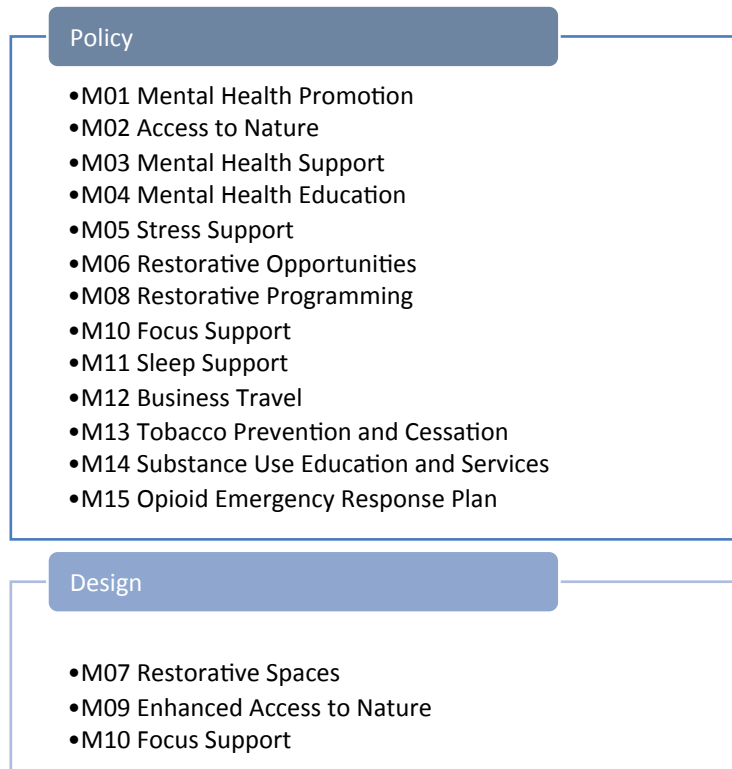 Policy
•M01 Mental Health Promotion
•M02 Access to Nature
•M03 Mental Health Support
•M04 Mental Health Education
•M05 Stress Support
•M06 Restorative Opportunities
•M08 Restorative Programming
•M10 Focus Support
•M11 Sleep Support
•M12 Business Travel
•M13 Tobacco Prevention and Cessation
•M14 Substance Use Education and Services
•M15 Opioid Emergency Response Plan
Design
•M07 Restorative Spaces
•M09 Enhanced Access to Nature
•M10 Focus Support